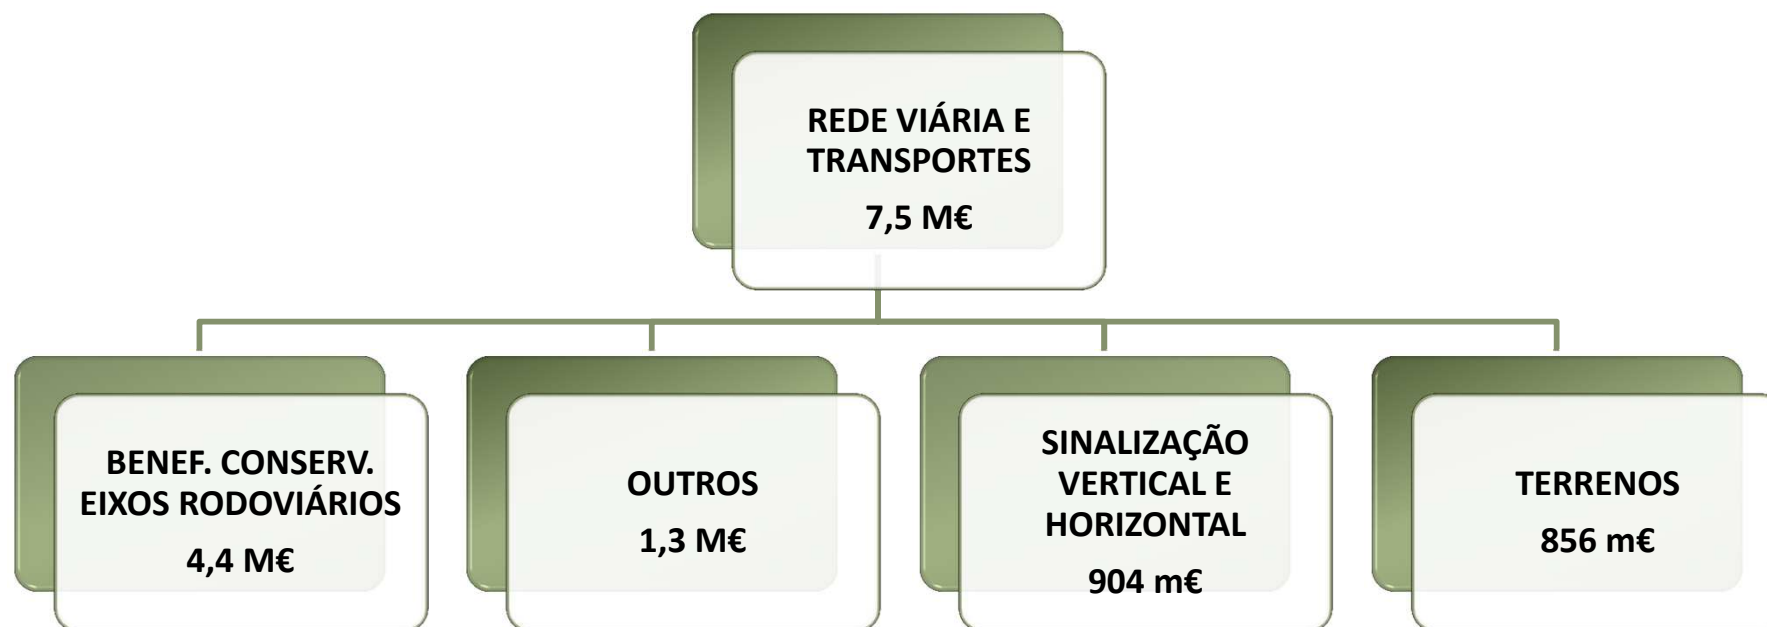 REDE VIÁRIA E
TRANSPORTES
7,5 M€
BENEF. CONSERV.
EIXOS RODOVIÁRIOS
4,4 M€
OUTROS
1,3 M€
SINALIZAÇÃO
VERTICAL E
HORIZONTAL
904 m€
TERRENOS
856 m€